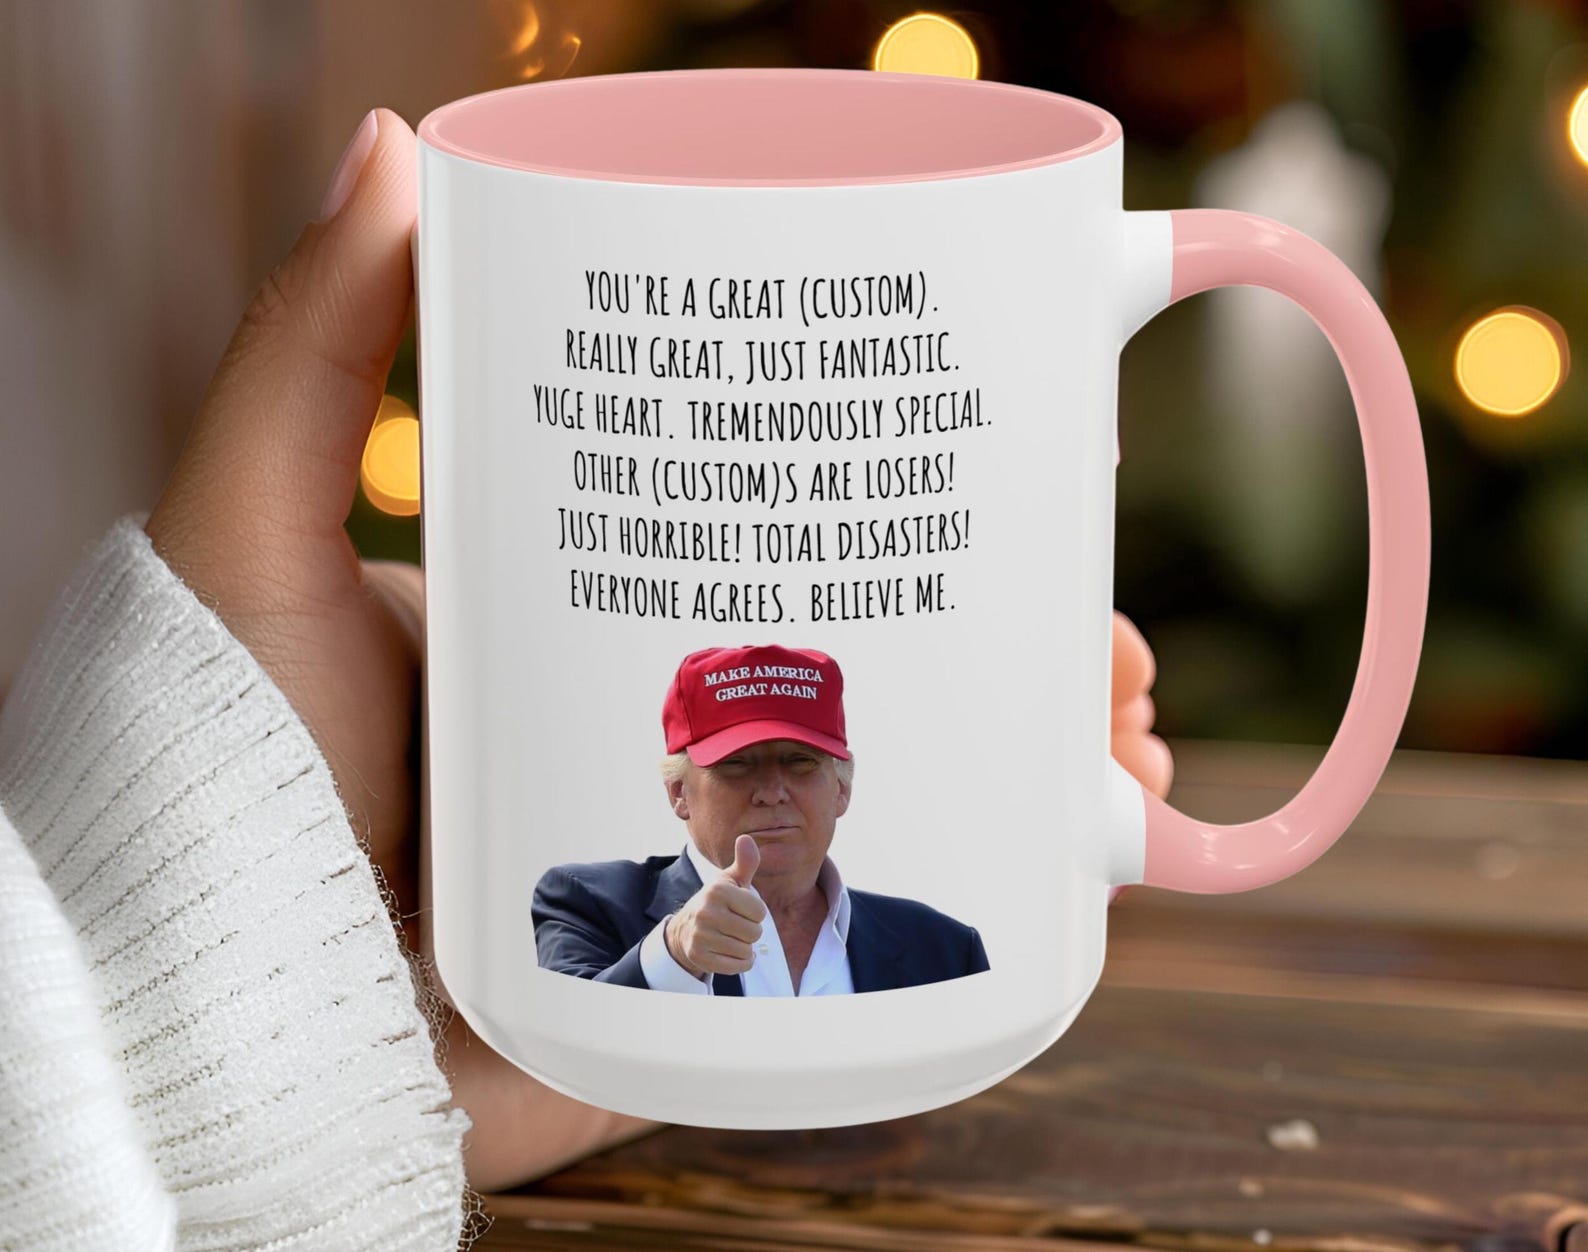 YOU'RE A GREAT (CUSTOM).
REALLY GREAT, JUST FANTASTIC.
YUGE HEART. TREMENDOUSLY SPECIAL.
OTHER (CUSTOM)S ARE LOSERS!
JUST HORRIBLE! TOTAL DISASTERS!
EVERYONE AGREES. BELIEVE ME.
MAKE AMERICA
GREAT AGAIN